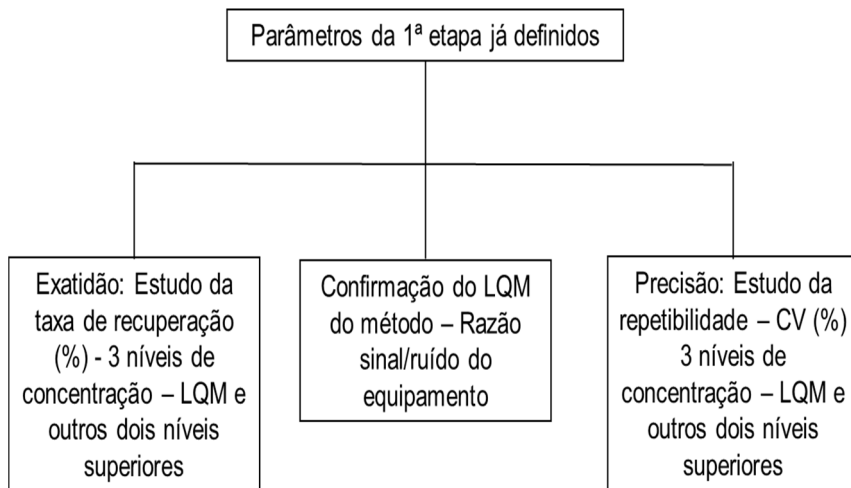 Parâmetros da 1ª etapa já definidos
Exatidão: Estudo da
taxa de recuperação
(%) - 3 níveis de
concentração – LQM e
outros dois níveis
superiores
Confirmação do LQM
do método – Razão
sinal/ruído do
equipamento
Precisão: Estudo da
repetibilidade – CV (%)
3 níveis de
concentração – LQM e
outros dois níveis
superiores